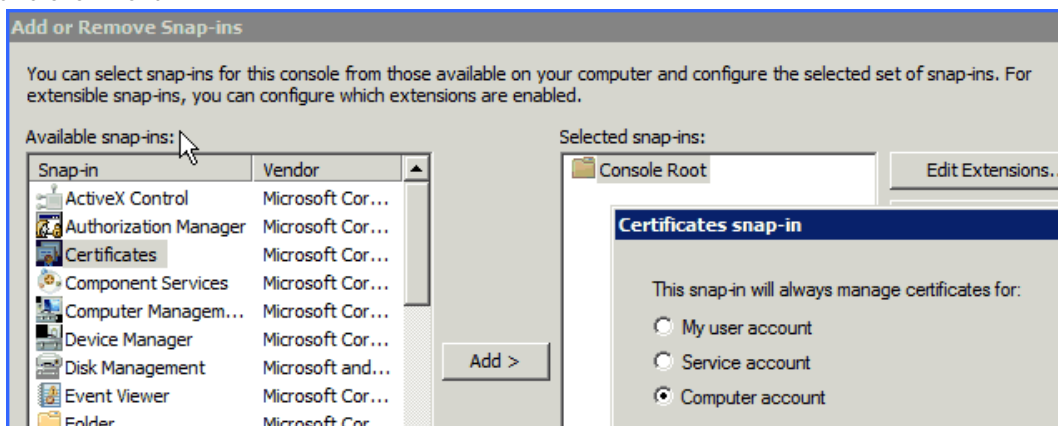 Add or Remove Snap-ins
You can select snap-ins for this console from those available on your computer and configure the selected set of snap-ins. For
extensible snap-ins, you can configure which extensions are enabled.
Available snap-ins:
Selected snap-ins:
Snap-in Vendor
Console Root
Edit Extensions..
ActiveX Control Microsoft Cor...
Authorization Manager Microsoft Cor...
Certificates Microsoft Cor...
Component Services Microsoft Cor...
Computer Managem... Microsoft Cor...
Device Manager Microsoft Cor...
Disk Management Microsoft and...
Event Viewer Microsoft Cor...
Folder Microsoft Cor
Add >
Certificates snap-in
This snap-in will always manage certificates for:
My user account
Service account
Computer account